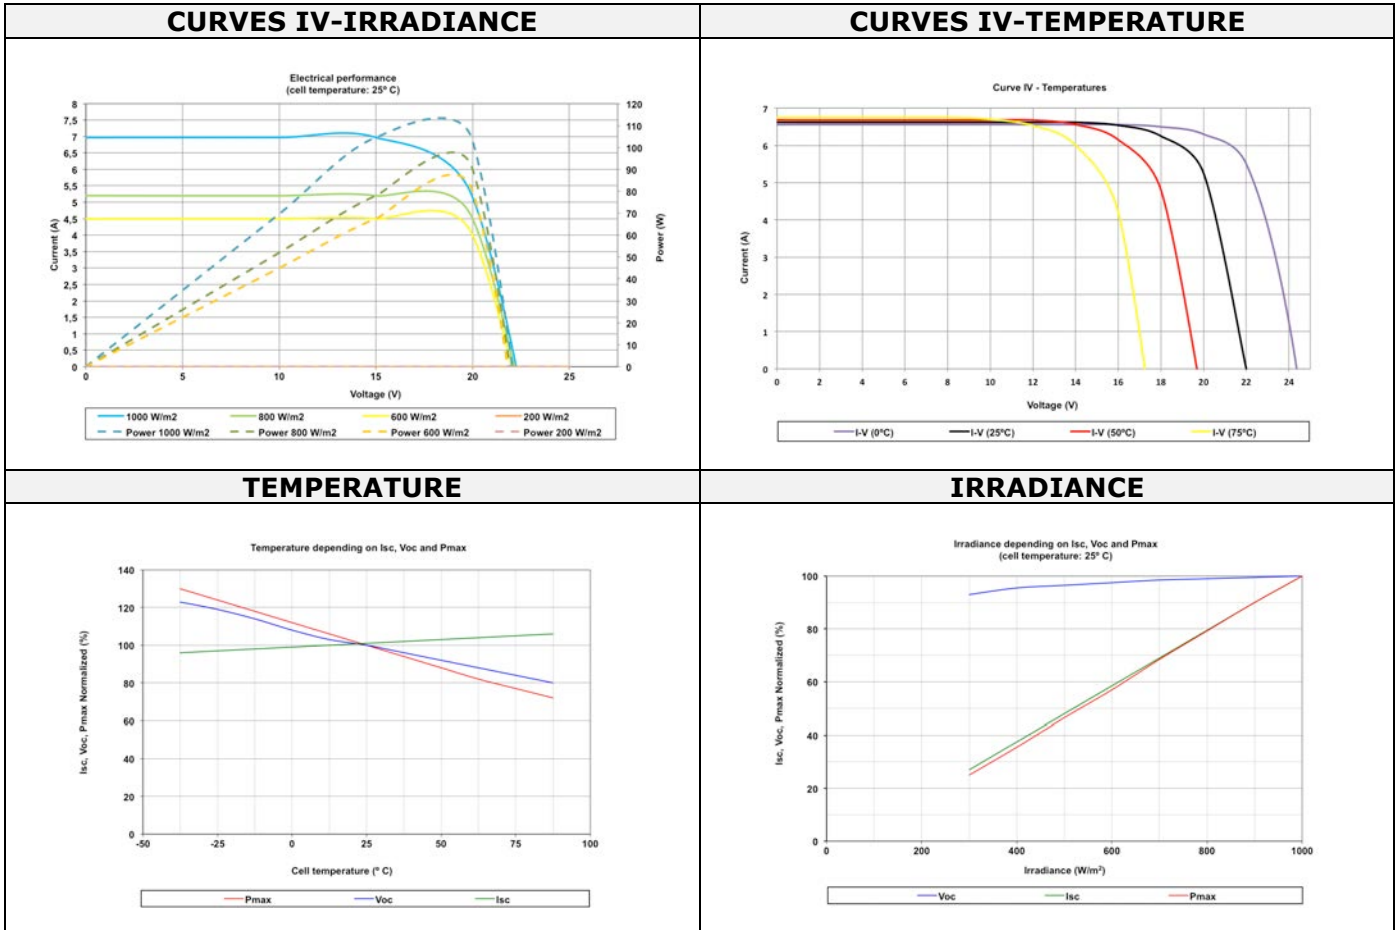 CURVES IV-IRRADIANCE
Electrical performance
(cell temperature: 25º C)
8
7,5
7
6,5
6
5,5
5
4,5
4
3,5
3
2,5
2
1,5
1
0,5
0
Current (A)
120
110
100
90
80
70
60
50
40
30
20
10
0
Power (W)
0 5 10 15 20 25
Voltage (V)
1000 W/m2 800 W/m2 600 W/m2 200 W/m2
Power 1000 W/m2 Power 800 W/m2 Power 600 W/m2 Power 200 W/m2
CURVES IV-TEMPERATURE
Curve IV - Temperatures
7
6
5
4
3
2
1
0
Current (A)
0 2 4 6 8 10 12 14 16 18 20 22 24
Voltage (V)
I-V (0ºC) I-V (25ºC) I-V (50ºC) I-V (75ºC)
TEMPERATURE
Temperature depending on Isc, Voc and Pmax
140
120
100
80
60
40
20
0
Isc, Voc, Pmax Normalized (%)
-50 -25 0 25 50 75 100
Cell temperature (º C)
Pmax Voc Isc
IRRADIANCE
Irradiance depending on Isc, Voc and Pmax
(cell temperature: 25º C)
100
80
60
40
20
0
Isc, Voc, Pmax Normalized (%)
0 200 400 600 800 1000
Irradiance (W/m²)
Voc Isc Pmax